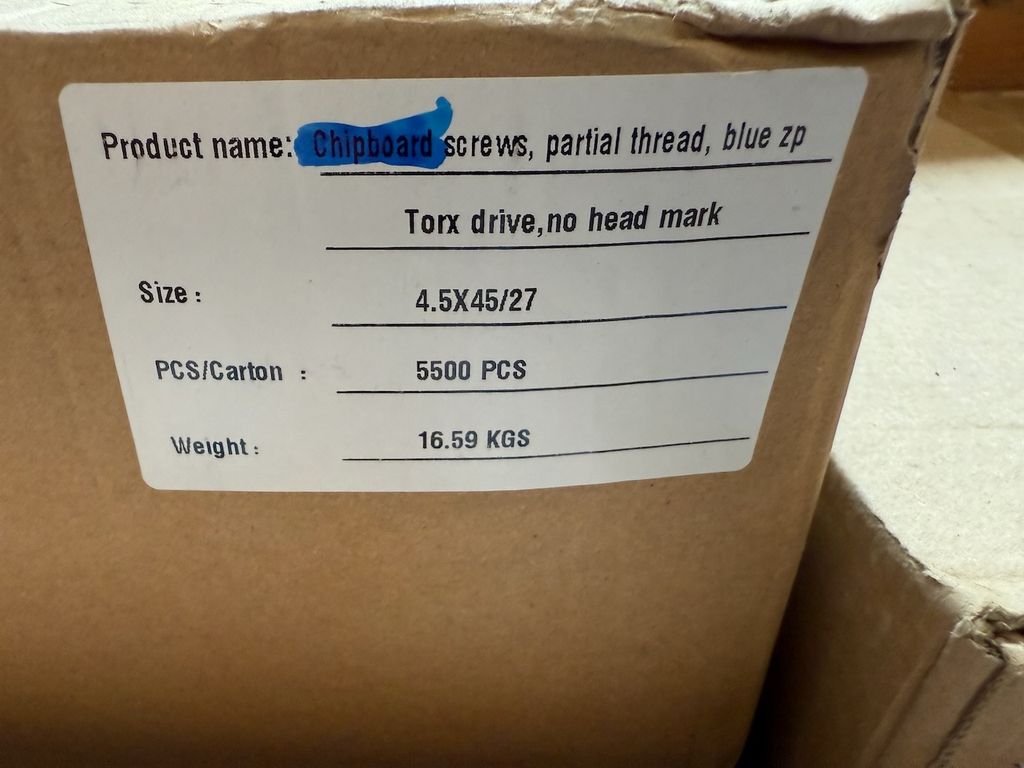 Product name: Chipboard screws, partial thread, blue zp
Torx drive,no head mark
Size : 4.5X45/27
PCS/Carton : 5500 PCS
Weight : 16.59 KGS